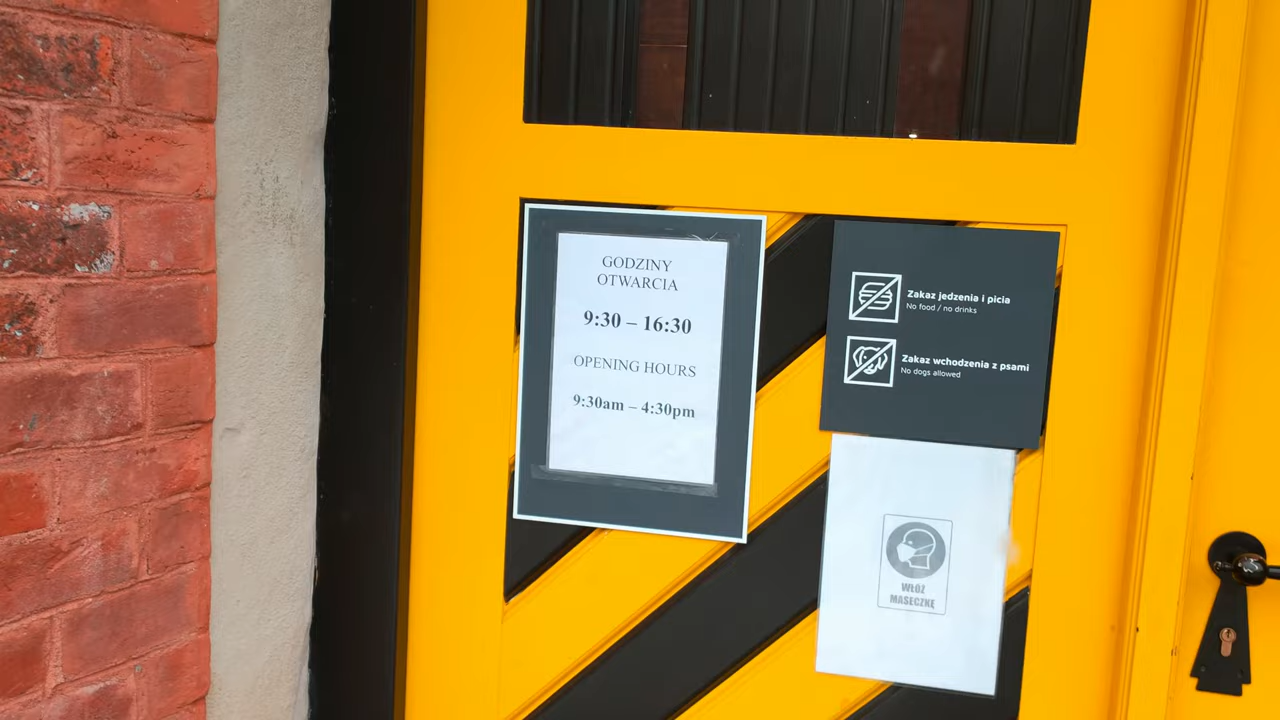 GODZINY
OTWARCIA
9:30 – 16:30
OPENING HOURS
9:30am – 4:30pm
Zakaz jedzenia i picia
No food / no drinks
Zakaz wchodzenia z psami
No dogs allowed
WŁÓŻ
MASECZKĘ